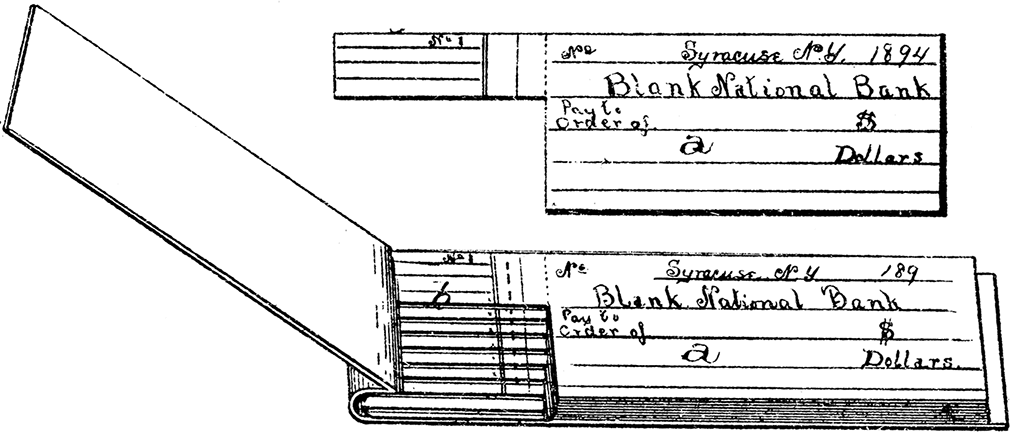 No 1
No Syracuse N.Y. 1894
Blank National Bank
Pay to
Order of $
a
Dollars
No 1
b
No Syracuse N Y 189
Blank National Bank
Pay to
Order of $
a
Dollars.